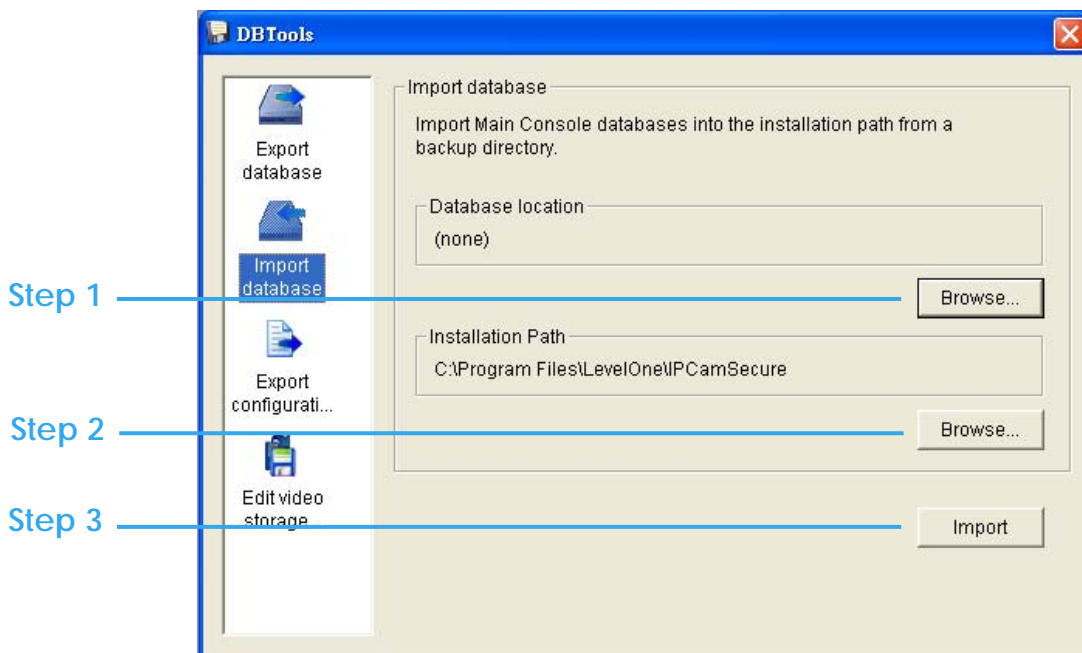 DBTools
Export
database
Import
database
Export
configurati...
Edit video
storage...
Import database
Import Main Console databases into the installation path from a
backup directory.
Database location
(none)
Step 1
Browse...
Installation Path
C:\Program Files\LevelOne\IPCamSecure
Step 2
Browse...
Step 3
Import